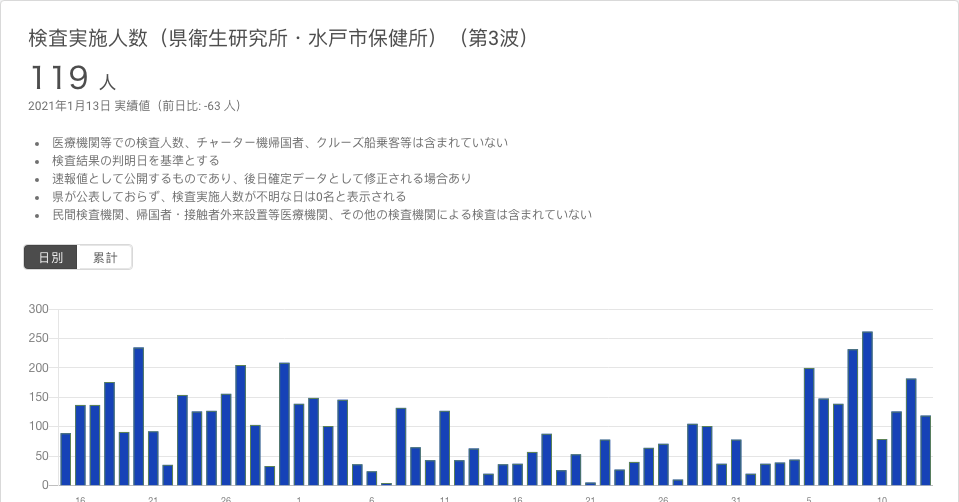 検査実施人数（県衛生研究所・水戸市保健所）（第3波）
119 人
2021年1月13日 実績値（前日比: -63 人）
• 医療機関等での検査人数、チャーター機帰国者、クルーズ船乗客等は含まれていない
• 検査結果の判明日を基準とする
• 速報値として公開するものであり、後日確定データとして修正される場合あり
• 県が公表しておらず、検査実施人数が不明な日は0名と表示される
• 民間検査機関、帰国者・接触者外来設置等医療機関、その他の検査機関による検査は含まれていない
日別 累計
300
250
200
150
100
50
0
16 21 26 1 6 11 16 21 26 31 5 10